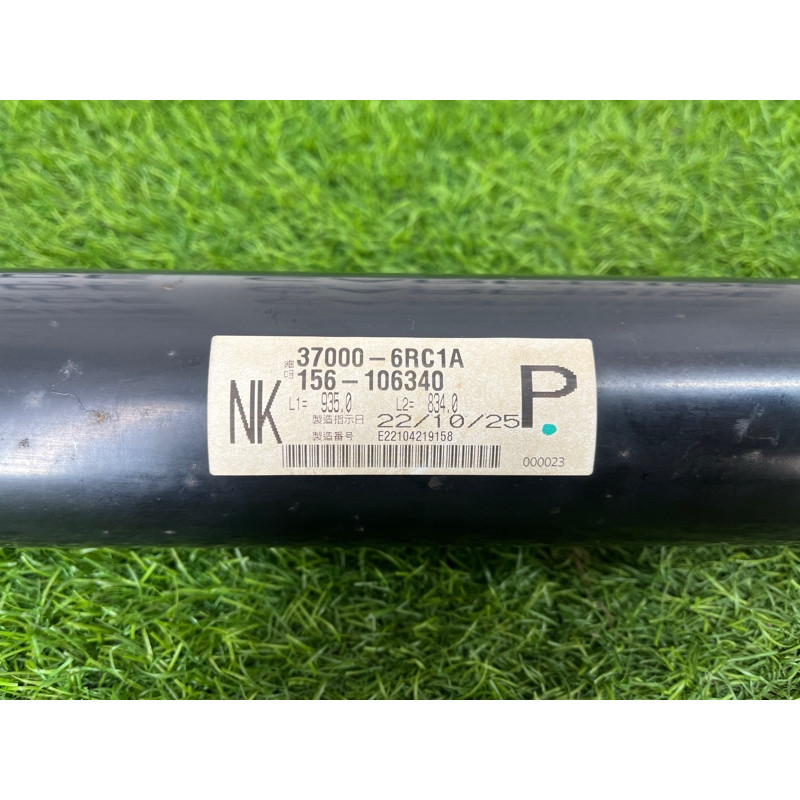 37000-6RC1A
156-106340
NK
P.
L1= 935.0 L2= 834.0
製造指示日 22/10/25
製造番号 E22104219158
000023